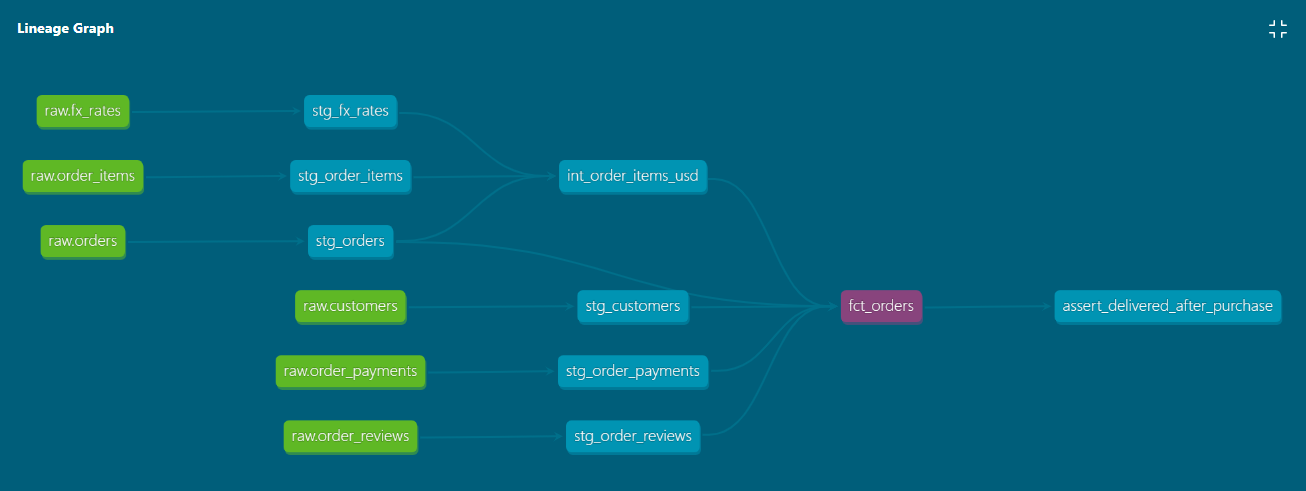 Lineage Graph
raw.fx_rates
stg_fx_rates
raw.order_items
stg_order_items
int_order_items_usd
raw.orders
stg_orders
raw.customers
stg_customers
fct_orders
assert_delivered_after_purchase
raw.order_payments
stg_order_payments
raw.order_reviews
stg_order_reviews